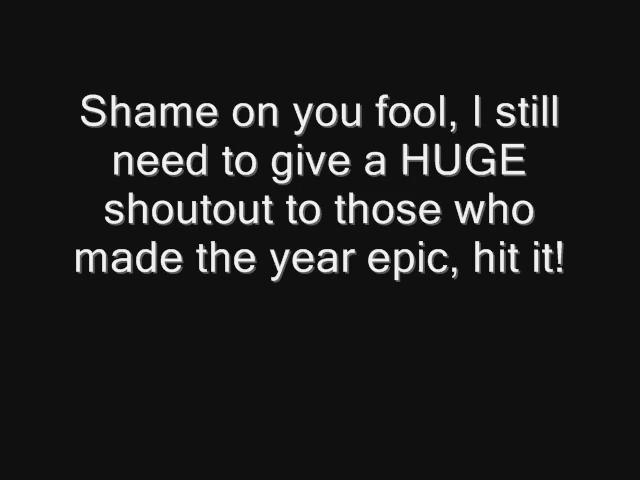 Shame on you fool, I still
need to give a HUGE
shoutout to those who
made the year epic, hit it!